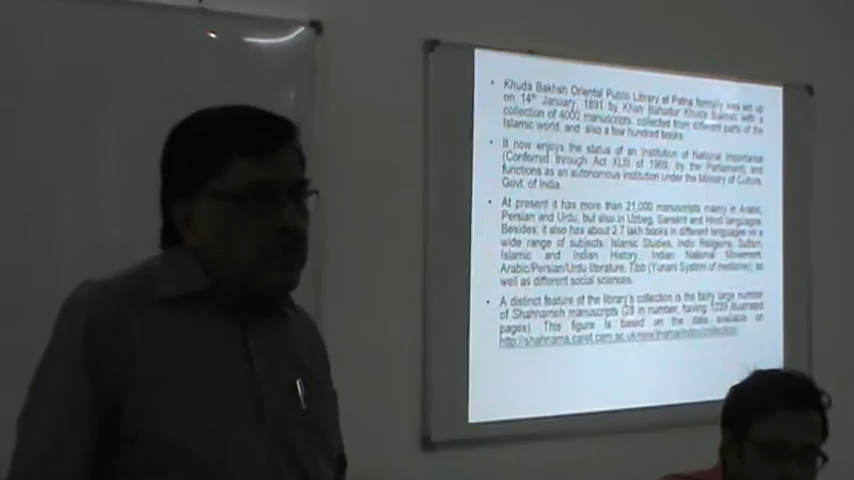 • Khuda Bakhsh Oriental Public Library at Patna formally was set up
on 14th January, 1891 by Khan Bahadur Khuda Bakhsh with a
collection of 4000 manuscripts, collected from different parts of the
Islamic world, and also a few hundred books.
• It now enjoys the status of an Institution of National Importance
(Conferred through Act XLIII of 1969, by the Parliament) and
functions as an autonomous institution under the Ministry of Culture,
Govt. of India.
• At present it has more than 21,000 manuscripts mainly in Arabic,
Persian and Urdu, but also in Uzbeg, Sanskrit and Hindi languages.
Besides, it also has about 2.7 lakh books in different languages on a
wide range of subjects: Islamic Studies, Indic Religions, Sufism,
Islamic and Indian History, Indian National Movement,
Arabic/Persian/Urdu literature, Tibb (Yunani System of medicine), as
well as different social sciences.
• A distinct feature of the library's collection is the fairly large number
of Shahnameh manuscripts (28 in number, having 1039 illustrated
pages). This figure is based on the data available on